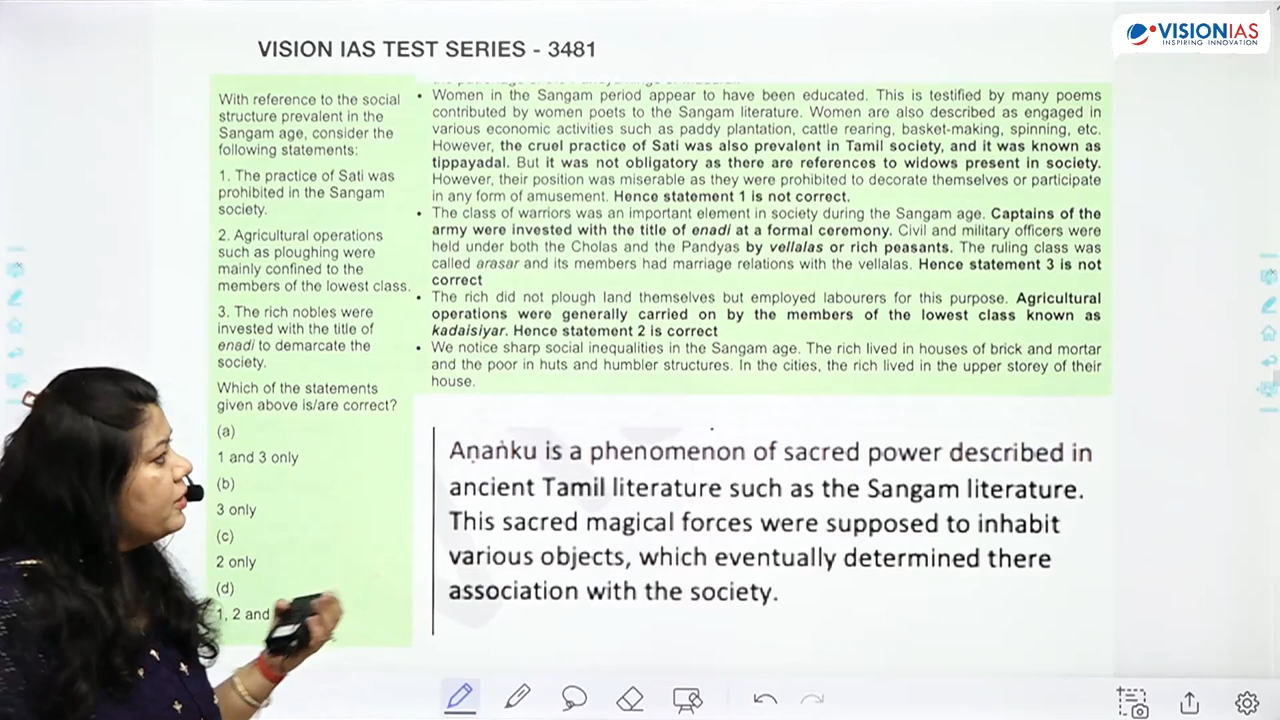 VISION IAS TEST SERIES - 3481
VISIONIAS
INSPIRING INNOVATION
With reference to the social
structure prevalent in the
Sangam age, consider the
following statements:
1. The practice of Sati was
prohibited in the Sangam
society.
2. Agricultural operations
such as ploughing were
mainly confined to the
members of the lowest class.
3. The rich nobles were
invested with the title of
enadi to demarcate the
society.
Which of the statements
given above is/are correct?
(a)
1 and 3 only
(b)
3 only
(c)
2 only
(d)
1, 2 and
• Women in the Sangam period appear to have been educated. This is testified by many poems
contributed by women poets to the Sangam literature. Women are also described as engaged in
various economic activities such as paddy plantation, cattle rearing, basket-making, spinning, etc.
However, the cruel practice of Sati was also prevalent in Tamil society, and it was known as
tippayadal. But it was not obligatory as there are references to widows present in society.
However, their position was miserable as they were prohibited to decorate themselves or participate
in any form of amusement. Hence statement 1 is not correct.
• The class of warriors was an important element in society during the Sangam age. Captains of the
army were invested with the title of enadi at a formal ceremony. Civil and military officers were
held under both the Cholas and the Pandyas by vellalas or rich peasants. The ruling class was
called arasar and its members had marriage relations with the vellalas. Hence statement 3 is not
correct
• The rich did not plough land themselves but employed labourers for this purpose. Agricultural
operations were generally carried on by the members of the lowest class known as
kadaisiyar. Hence statement 2 is correct
• We notice sharp social inequalities in the Sangam age. The rich lived in houses of brick and mortar
and the poor in huts and humbler structures. In the cities, the rich lived in the upper storey of their
house.
Aṇaṅku is a phenomenon of sacred power described in
ancient Tamil literature such as the Sangam literature.
This sacred magical forces were supposed to inhabit
various objects, which eventually determined there
association with the society.